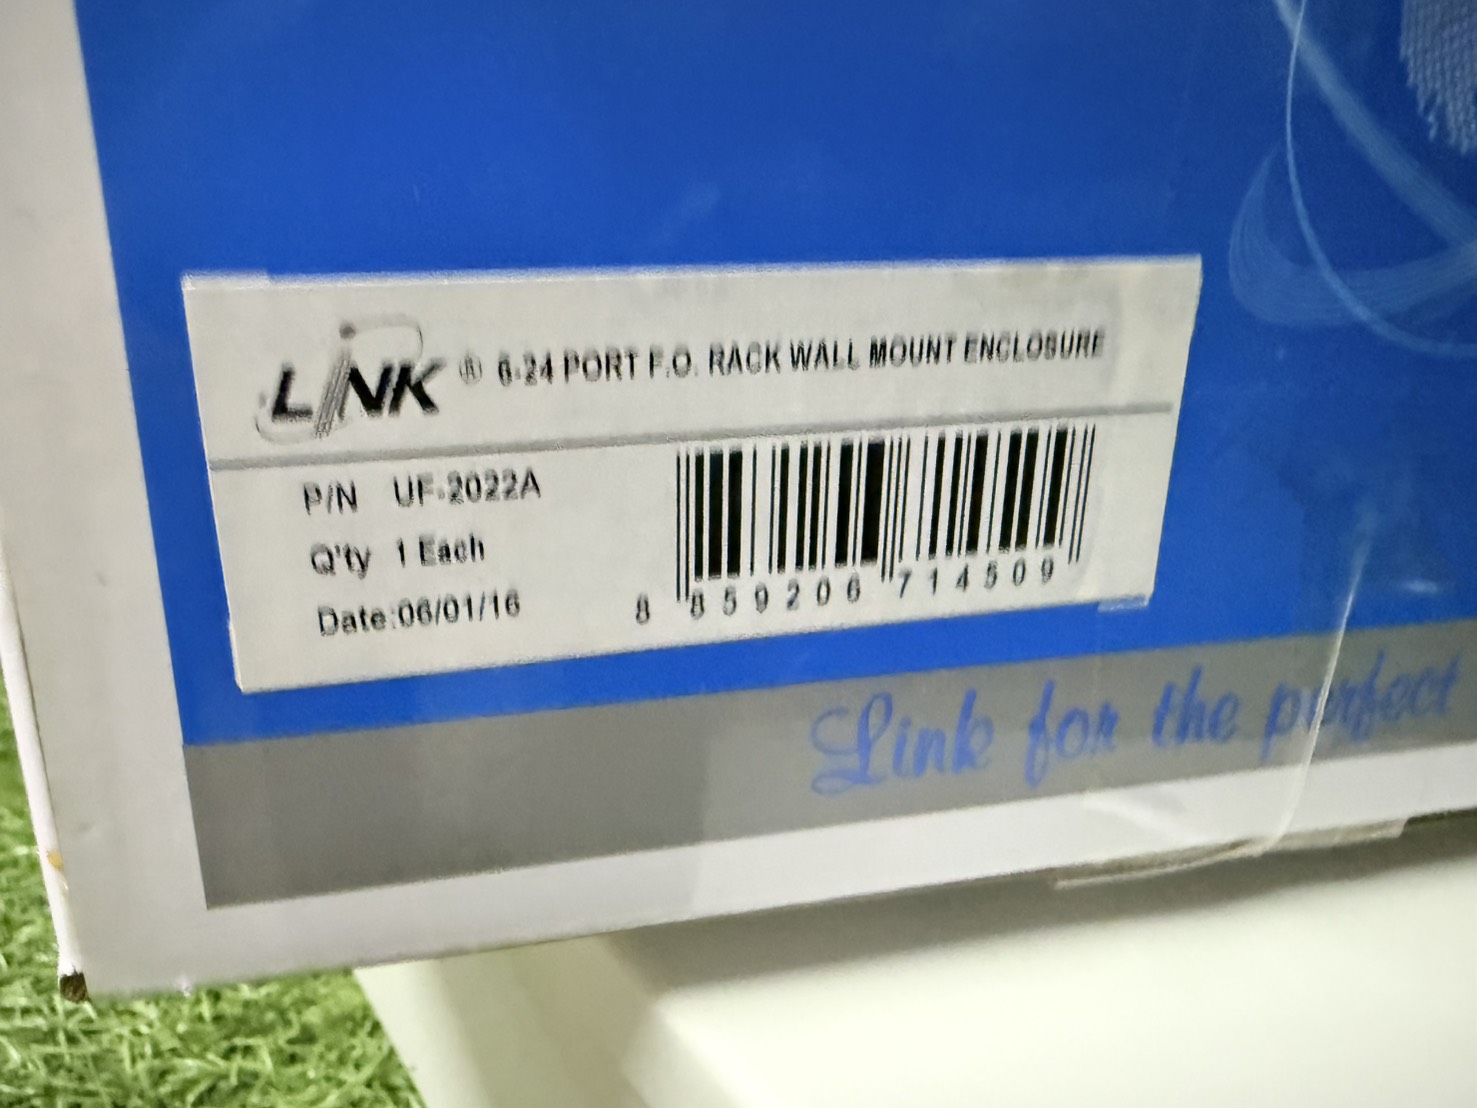 LINK ® 6-24 PORT F.O. RACK WALL MOUNT ENCLOSURE
P/N UF-2022A
Q'ty 1 Each
Date:06/01/16
8 859206 714509
Link for the perfect